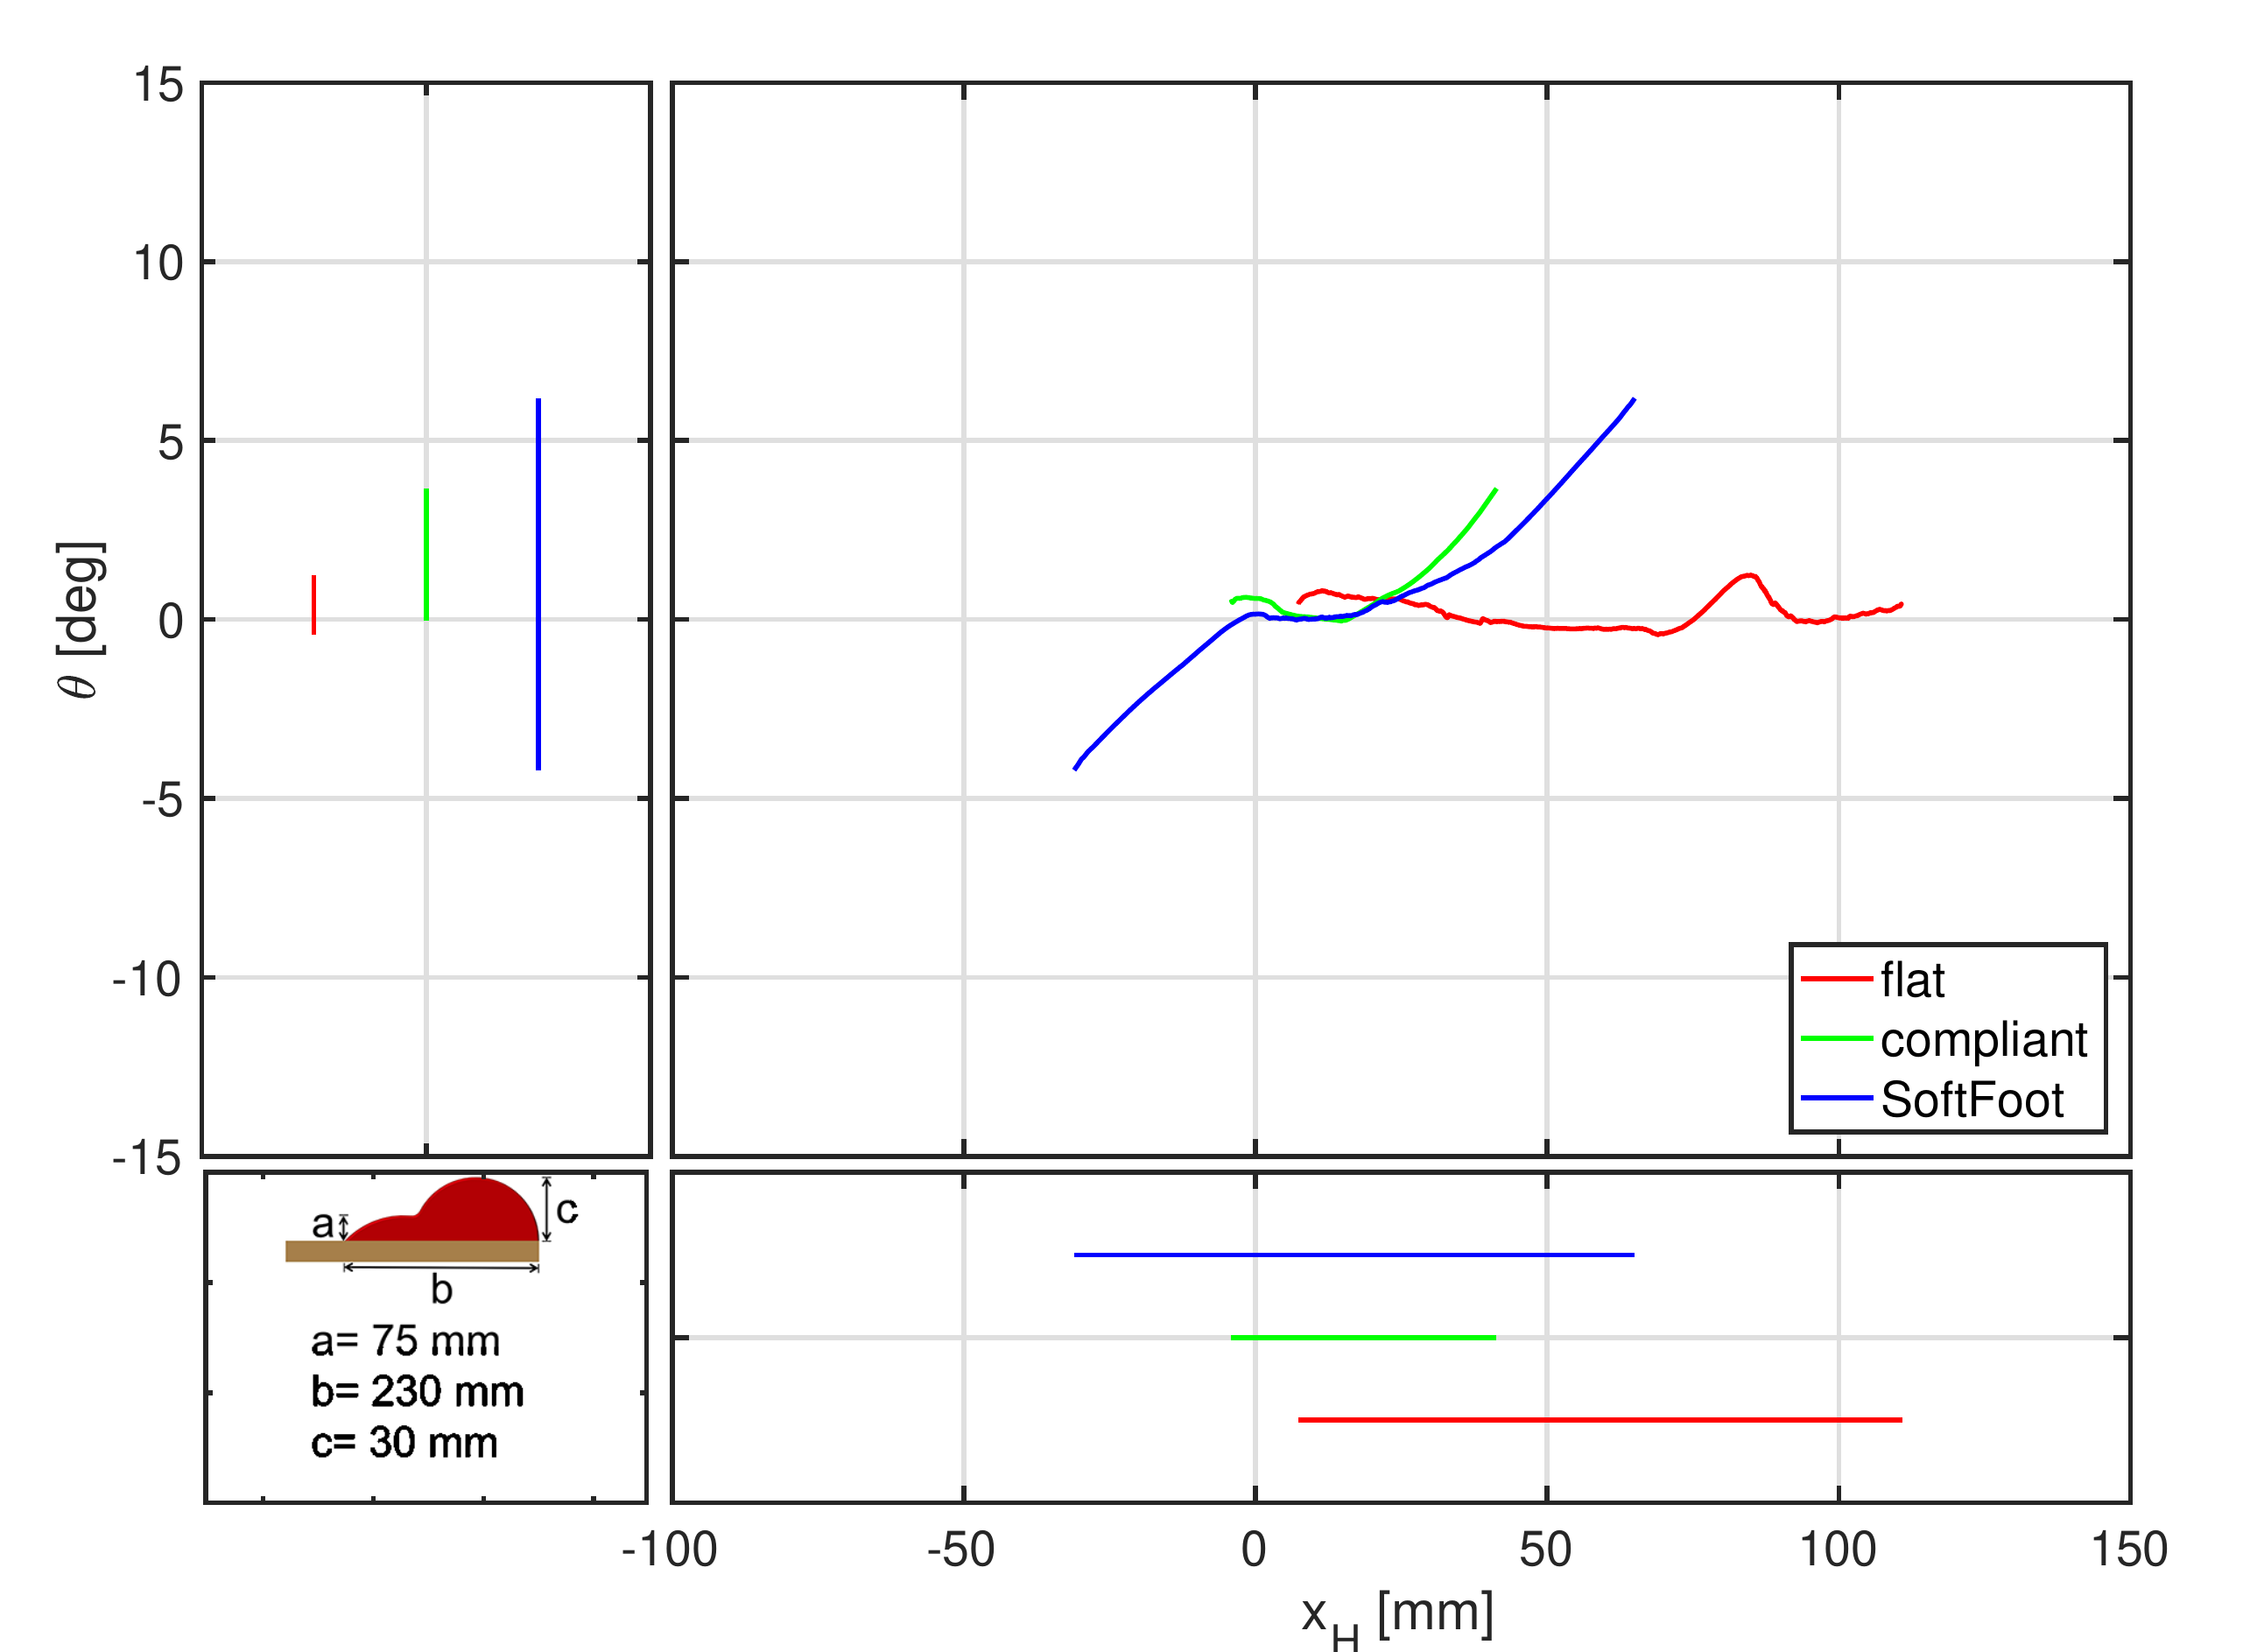 15
10
5
0
-5
-10
-15
θ [deg]
flat
compliant
SoftFoot
a
c
b
a= 75 mm
b= 230 mm
c= 30 mm
-100 -50 0 50 100 150
x_H [mm]